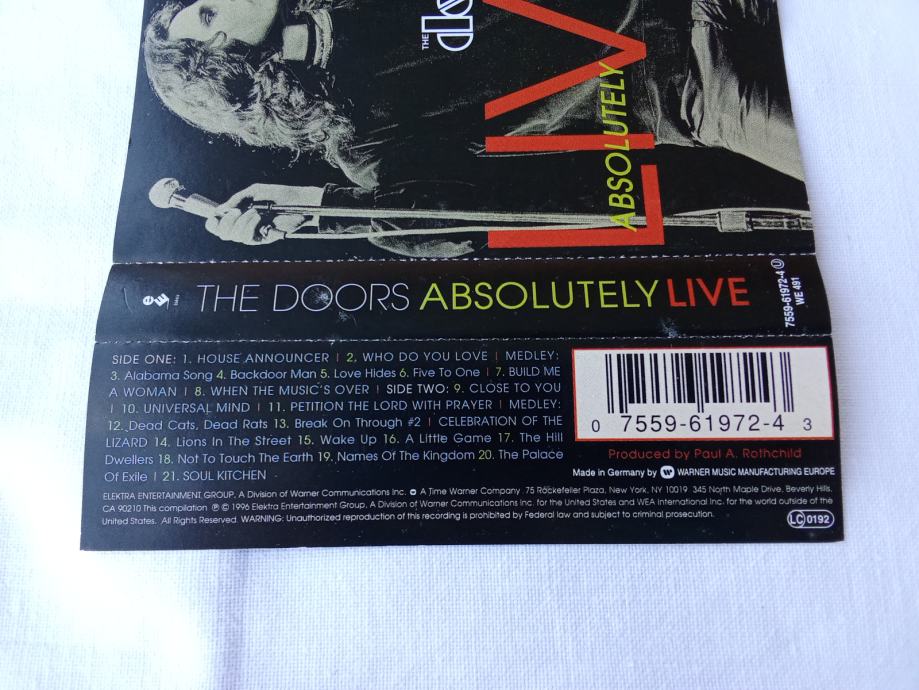 THE
ABSOLUTELY
LIV
THE DOORS ABSOLUTELY LIVE
7559-61972-4 U
WE 491
SIDE ONE: 1. HOUSE ANNOUNCER | 2. WHO DO YOU LOVE | MEDLEY:
3. Alabama Song 4. Backdoor Man 5. Love Hides 6. Five To One | 7. BUILD ME
A WOMAN | 8. WHEN THE MUSIC'S OVER | SIDE TWO: 9. CLOSE TO YOU
| 10. UNIVERSAL MIND | 11. PETITION THE LORD WITH PRAYER | MEDLEY:
12. Dead Cats, Dead Rats 13. Break On Through #2 | CELEBRATION OF THE
LIZARD 14. Lions In The Street 15. Wake Up 16. A Little Game 17. The Hill
Dwellers 18. Not To Touch The Earth 19. Names Of The Kingdom 20. The Palace
Of Exile | 21. SOUL KITCHEN
0 7559-61972-4 3
Produced by Paul A. Rothchild
Made in Germany by WARNER MUSIC MANUFACTURING EUROPE
ELEKTRA ENTERTAINMENT GROUP, A Division of Warner Communications Inc. A Time Warner Company .75 Rockefeller Plaza, New York, NY 10019. 345 North Maple Drive, Beverly Hills,
CA 90210 This compilation ℗ © 1996 Elektra Entertainment Group, A Division of Warner Communications Inc. for the United States and WEA International Inc. for the world outside of the
United States. All Rights Reserved. WARNING: Unauthorized reproduction of this recording is prohibited by Federal law and subject to criminal prosecution.
LC 0192